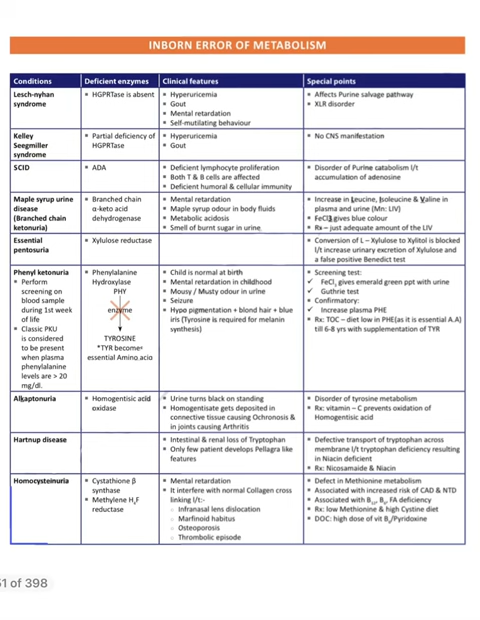 INBORN ERROR OF METABOLISM
Conditions
Deficient enzymes
Clinical features
Special points
Lesch-nyhan
syndrome
HGPRTase is absent
Hyperuricemia
Gout
Mental retardation
Self-mutilating behaviour
Affects Purine salvage pathway
XLR disorder
Kelley
Seegmiller
syndrome
Partial deficiency of
HGPRTase
Hyperuricemia
Gout
No CNS manifestation
SCID
ADA
Deficient lymphocyte proliferation
Both T & B cells are affected
Deficient humoral & cellular immunity
Disorder of Purine catabolism l/t
accumulation of adenosine
Maple syrup urine
disease
(Branched chain
ketonuria)
Branched chain
α-keto acid
dehydrogenase
Mental retardation
Maple syrup odour in body fluids
Metabolic acidosis
Smell of burnt sugar in urine
Increase in Leucine, Isoleucine & Valine in
plasma and urine (Mn: LIV)
FeCl3 gives blue colour
Rx – just adequate amount of the LIV
Essential
pentosuria
Xylulose reductase
Conversion of L – Xylulose to Xylitol is blocked
l/t increase urinary excretion of Xylulose and
a false positive Benedict test
Phenyl ketonuria
Perform
screening on
blood sample
during 1st week
of life
Classic PKU
is considered
to be present
when plasma
phenylalanine
levels are > 20
mg/dl.
Phenylalanine
Hydroxylase
PHY
enzyme
TYROSINE
*TYR becomes
essential Amino acid
Child is normal at birth
Mental retardation in childhood
Mousy / Musty odour in urine
Seizure
Hypo pigmentation + blond hair + blue
iris (Tyrosine is required for melanin
synthesis)
Screening test:
✓ FeCl3 gives emerald green ppt with urine
✓ Guthrie test
Confirmatory:
✓ Increase plasma PHE
Rx: TOC – diet low in PHE(as it is essential A.A)
till 6-8 yrs with supplementation of TYR
Alkaptonuria
Homogentisic acid
oxidase
Urine turns black on standing
Homogentisate gets deposited in
connective tissue causing Ochronosis &
in joints causing Arthritis
Disorder of tyrosine metabolism
Rx: vitamin – C prevents oxidation of
Homogentisic acid
Hartnup disease
Intestinal & renal loss of Tryptophan
Only few patient develops Pellagra like
features
Defective transport of tryptophan across
membrane l/t tryptophan deficiency resulting
in Niacin deficient
Rx: Nicosamaide & Niacin
Homocysteinuria
Cystathione β
synthase
Methylene H4F
reductase
Mental retardation
It interfere with normal Collagen cross
linking l/t:-
Infranasal lens dislocation
Marfinoid habitus
Osteoporosis
Thrombolic episode
Defect in Methionine metabolism
Associated with increased risk of CAD & NTD
Associated with B12, B6, FA deficiency
Rx: low Methionine & high Cystine diet
DOC: high dose of vit B6/Pyridoxine
51 of 398